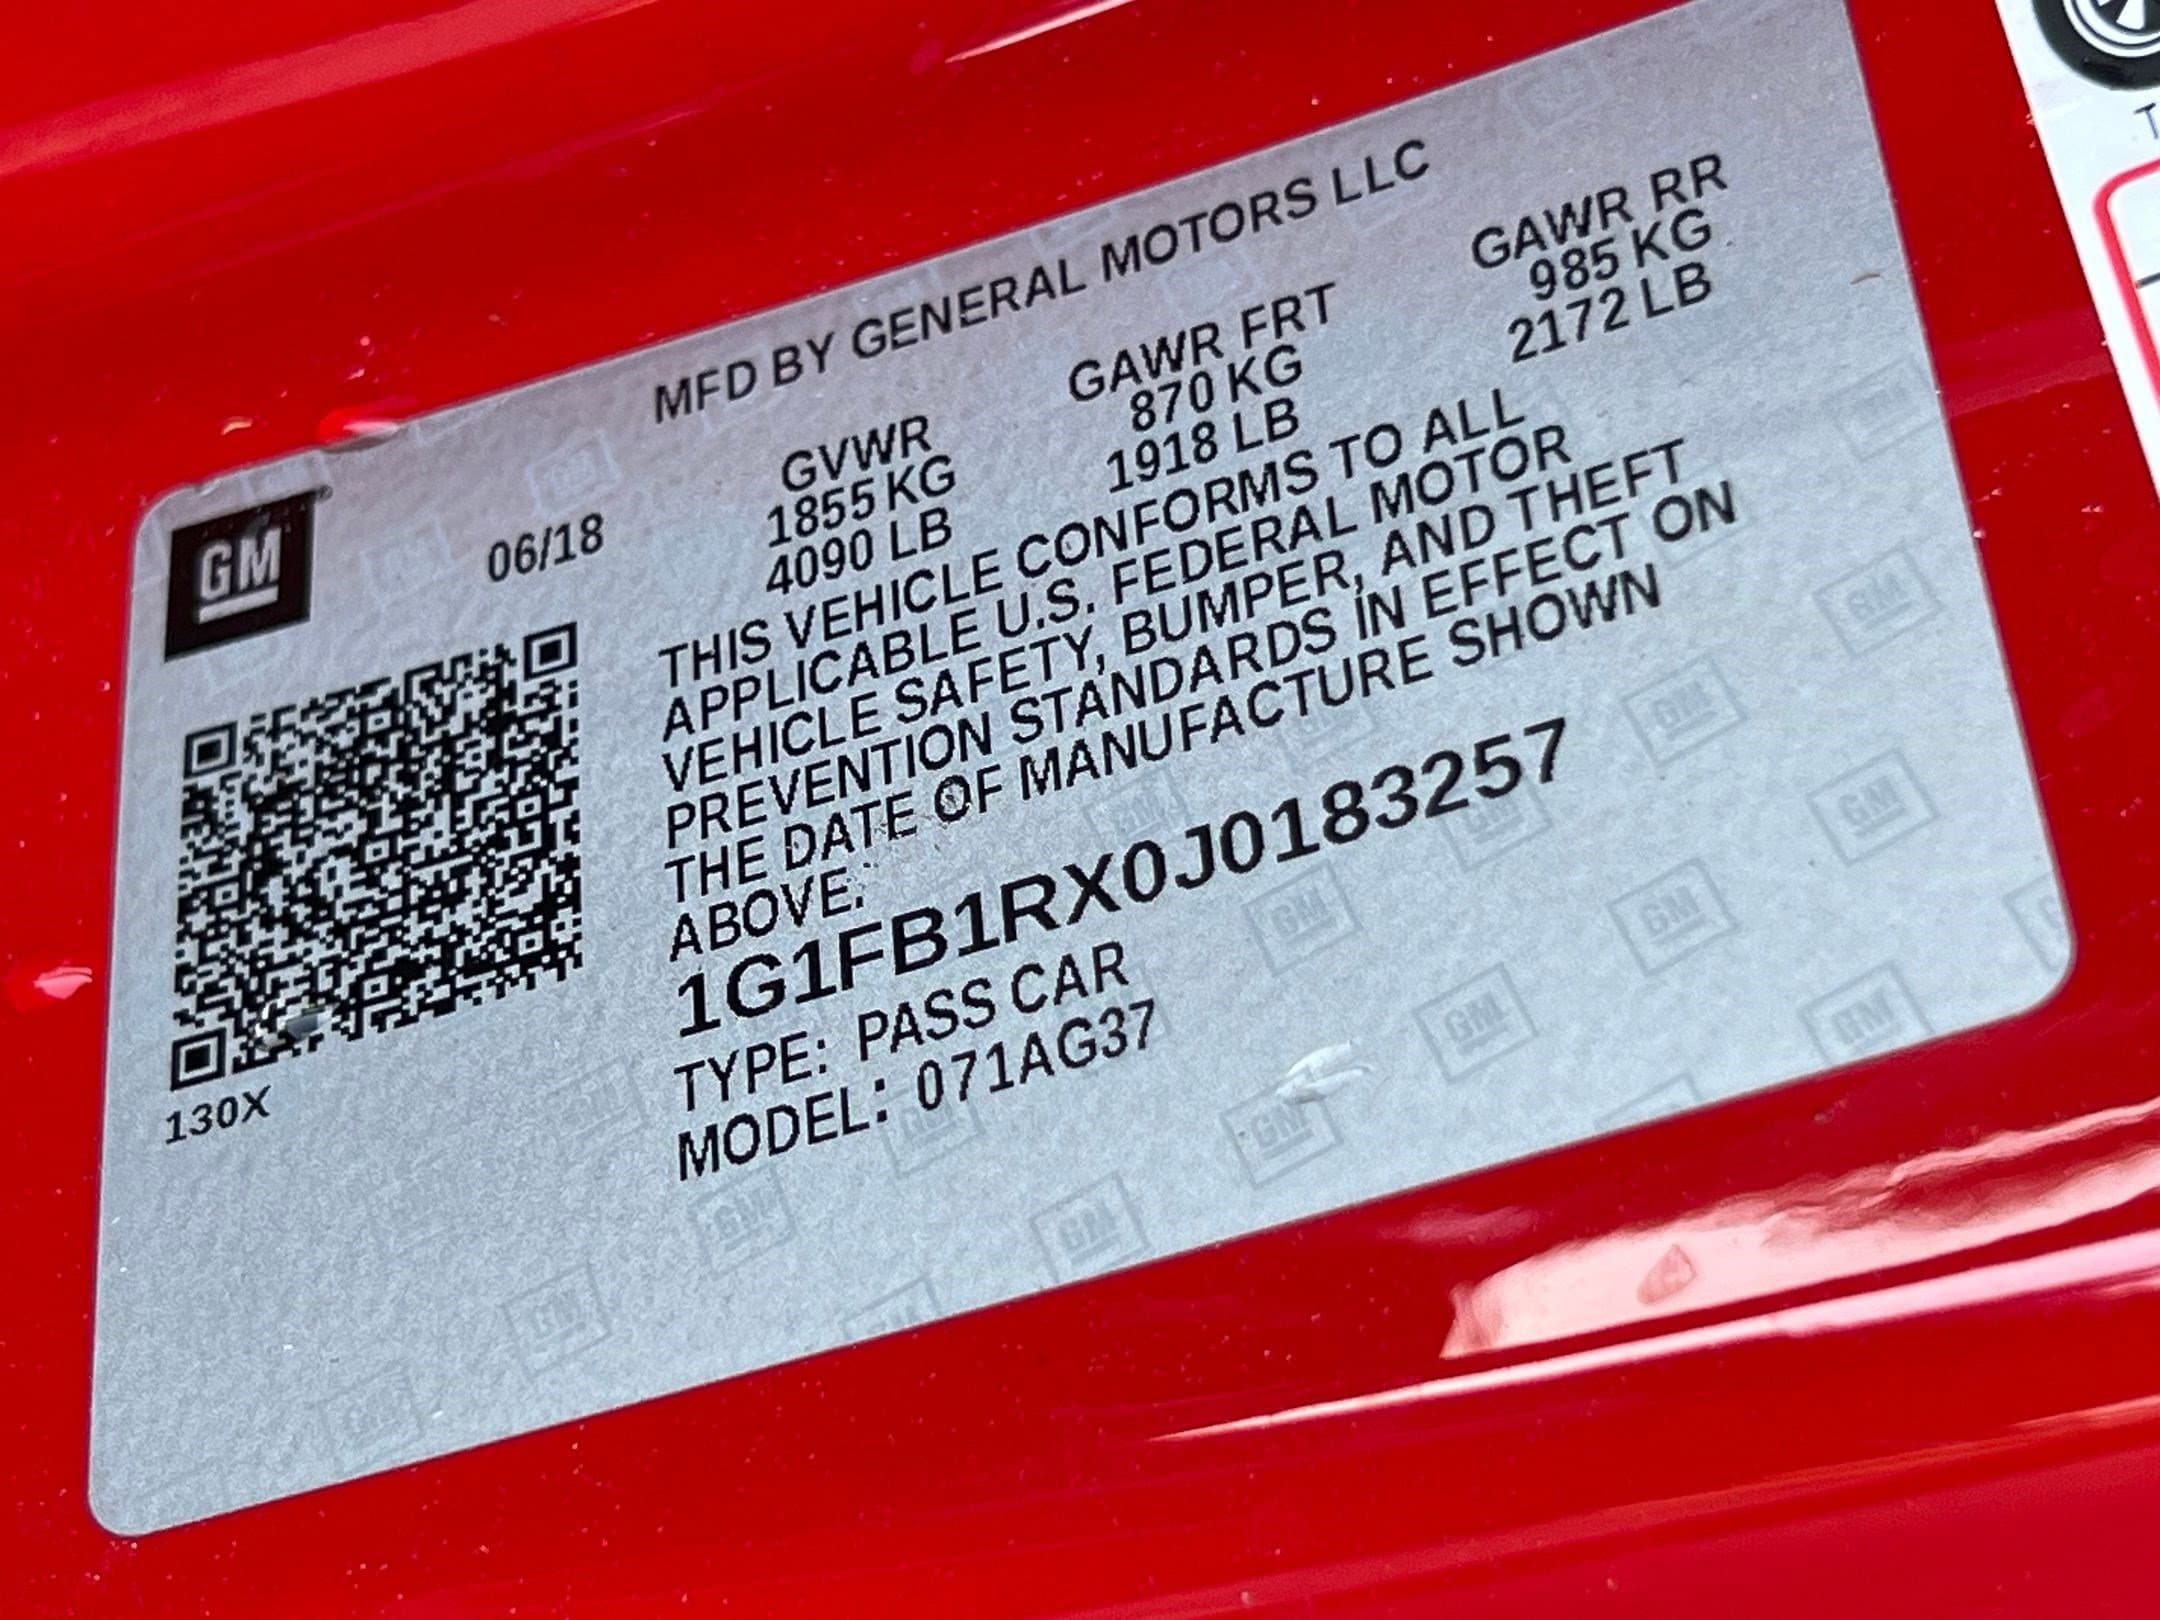 MFD BY GENERAL MOTORS LLC
GM
06/18
GVWR
1855 KG
4090 LB
GAWR FRT
870 KG
1918 LB
GAWR RR
985 KG
2172 LB
THIS VEHICLE CONFORMS TO ALL
APPLICABLE U.S. FEDERAL MOTOR
VEHICLE SAFETY, BUMPER, AND THEFT
PREVENTION STANDARDS IN EFFECT ON
THE DATE OF MANUFACTURE SHOWN
ABOVE.
1G1FB1RX0J0183257
TYPE: PASS CAR
MODEL: 071AG37
130X